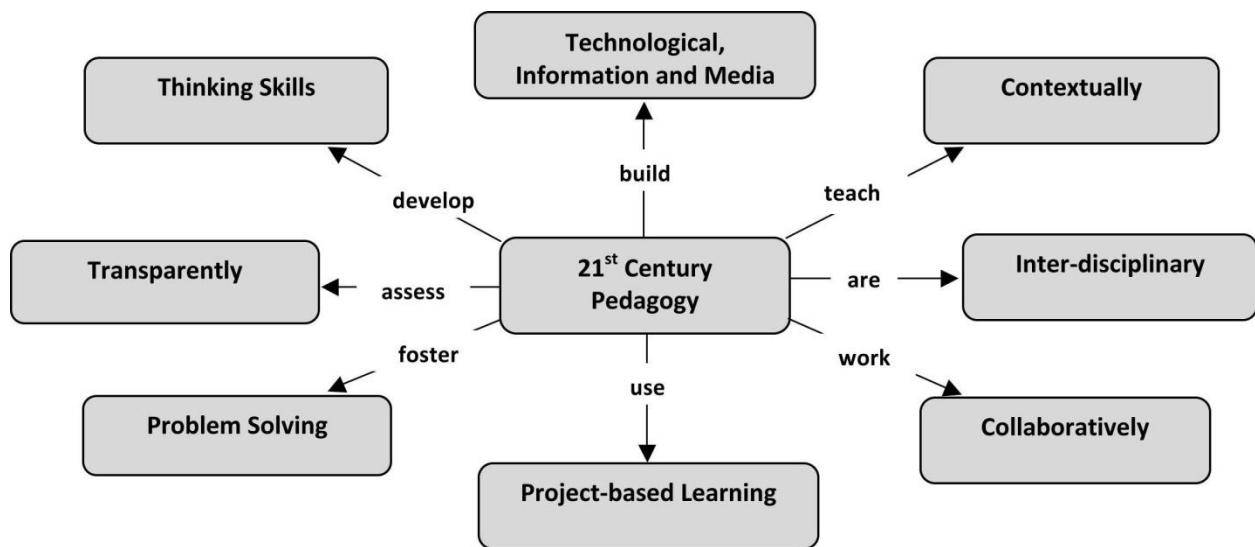 Technological,
Information and Media
Thinking Skills
Contextually
build
teach
develop
21st Century
Pedagogy
Transparently
assess
are
Inter-disciplinary
foster
work
use
Problem Solving
Collaboratively
Project-based Learning